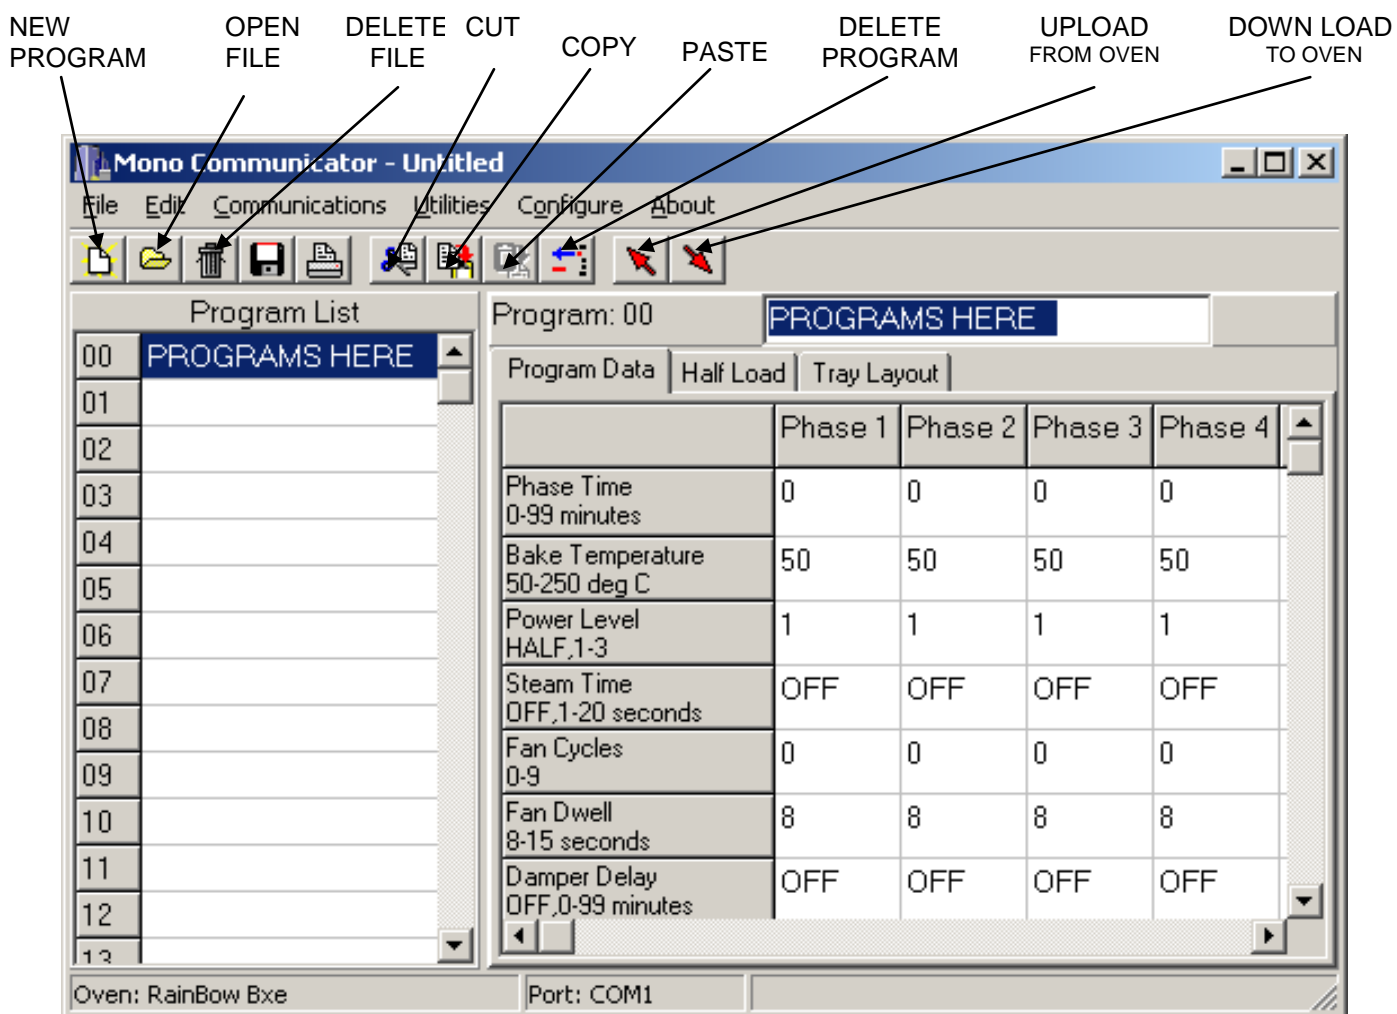 NEW PROGRAM
OPEN FILE
DELETE FILE
CUT
COPY
PASTE
DELETE PROGRAM
UPLOAD FROM OVEN
DOWN LOAD TO OVEN
Mono Communicator - Untitled
File Edit Communications Utilities Configure About
Program List
00 PROGRAMS HERE
01
02
03
04
05
06
07
08
09
10
11
12
13
Program: 00 PROGRAMS HERE
Program Data Half Load Tray Layout
Phase 1 Phase 2 Phase 3 Phase 4
Phase Time
0-99 minutes
0 0 0 0
Bake Temperature
50-250 deg C
50 50 50 50
Power Level
HALF,1-3
1 1 1 1
Steam Time
OFF,1-20 seconds
OFF OFF OFF OFF
Fan Cycles
0-9
0 0 0 0
Fan Dwell
8-15 seconds
8 8 8 8
Damper Delay
OFF,0-99 minutes
OFF OFF OFF OFF
Oven: RainBow Bxe
Port: COM1